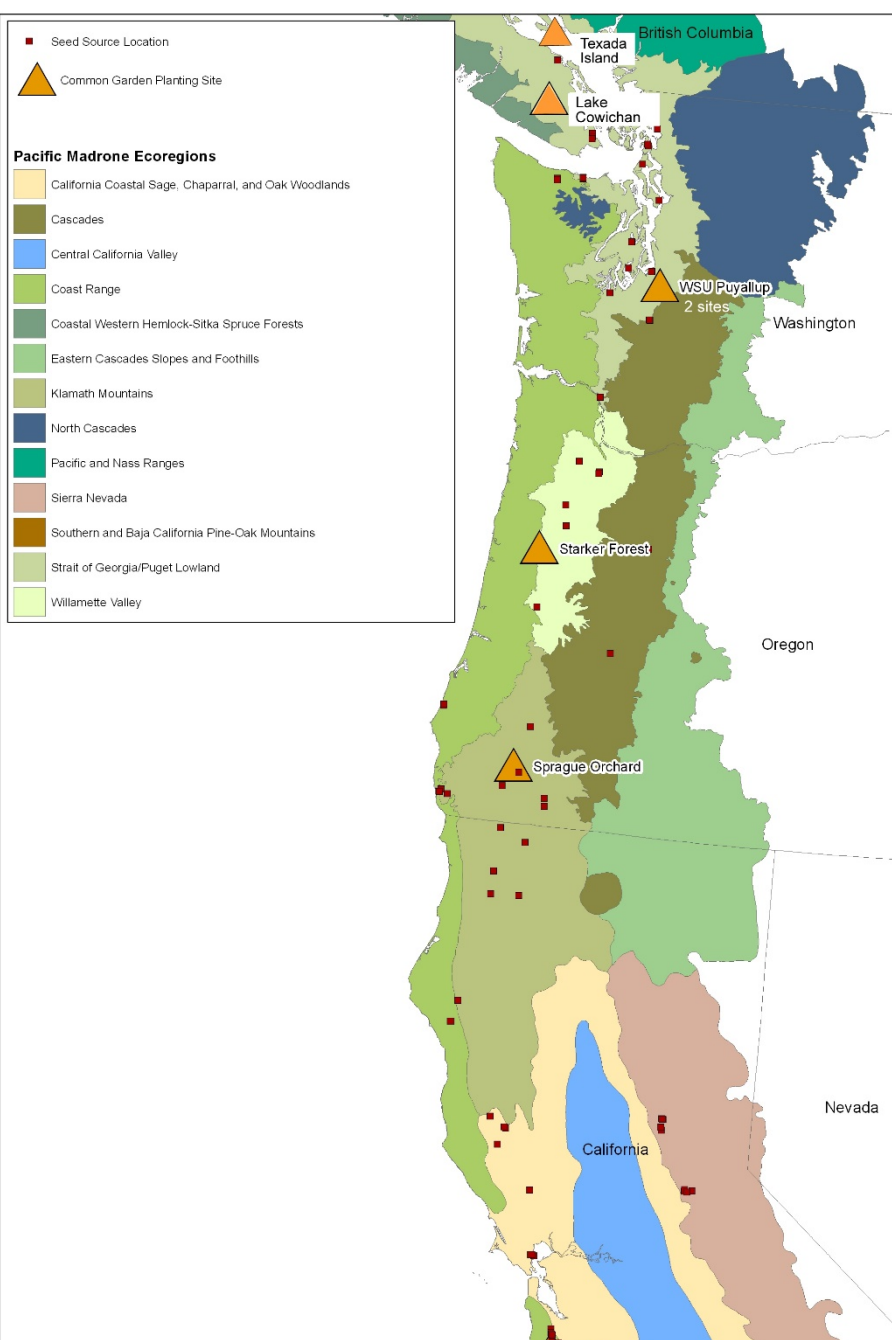 Seed Source Location
Common Garden Planting Site
Pacific Madrone Ecoregions
California Coastal Sage, Chaparral, and Oak Woodlands
Cascades
Central California Valley
Coast Range
Coastal Western Hemlock-Sitka Spruce Forests
Eastern Cascades Slopes and Foothills
Klamath Mountains
North Cascades
Pacific and Nass Ranges
Sierra Nevada
Southern and Baja California Pine-Oak Mountains
Strait of Georgia/Puget Lowland
Willamette Valley
British Columbia
Texada
Island
Lake
Cowichan
WSU Puyallup
2 sites
Washington
Starker Forest
Oregon
Sprague Orchard
Nevada
California